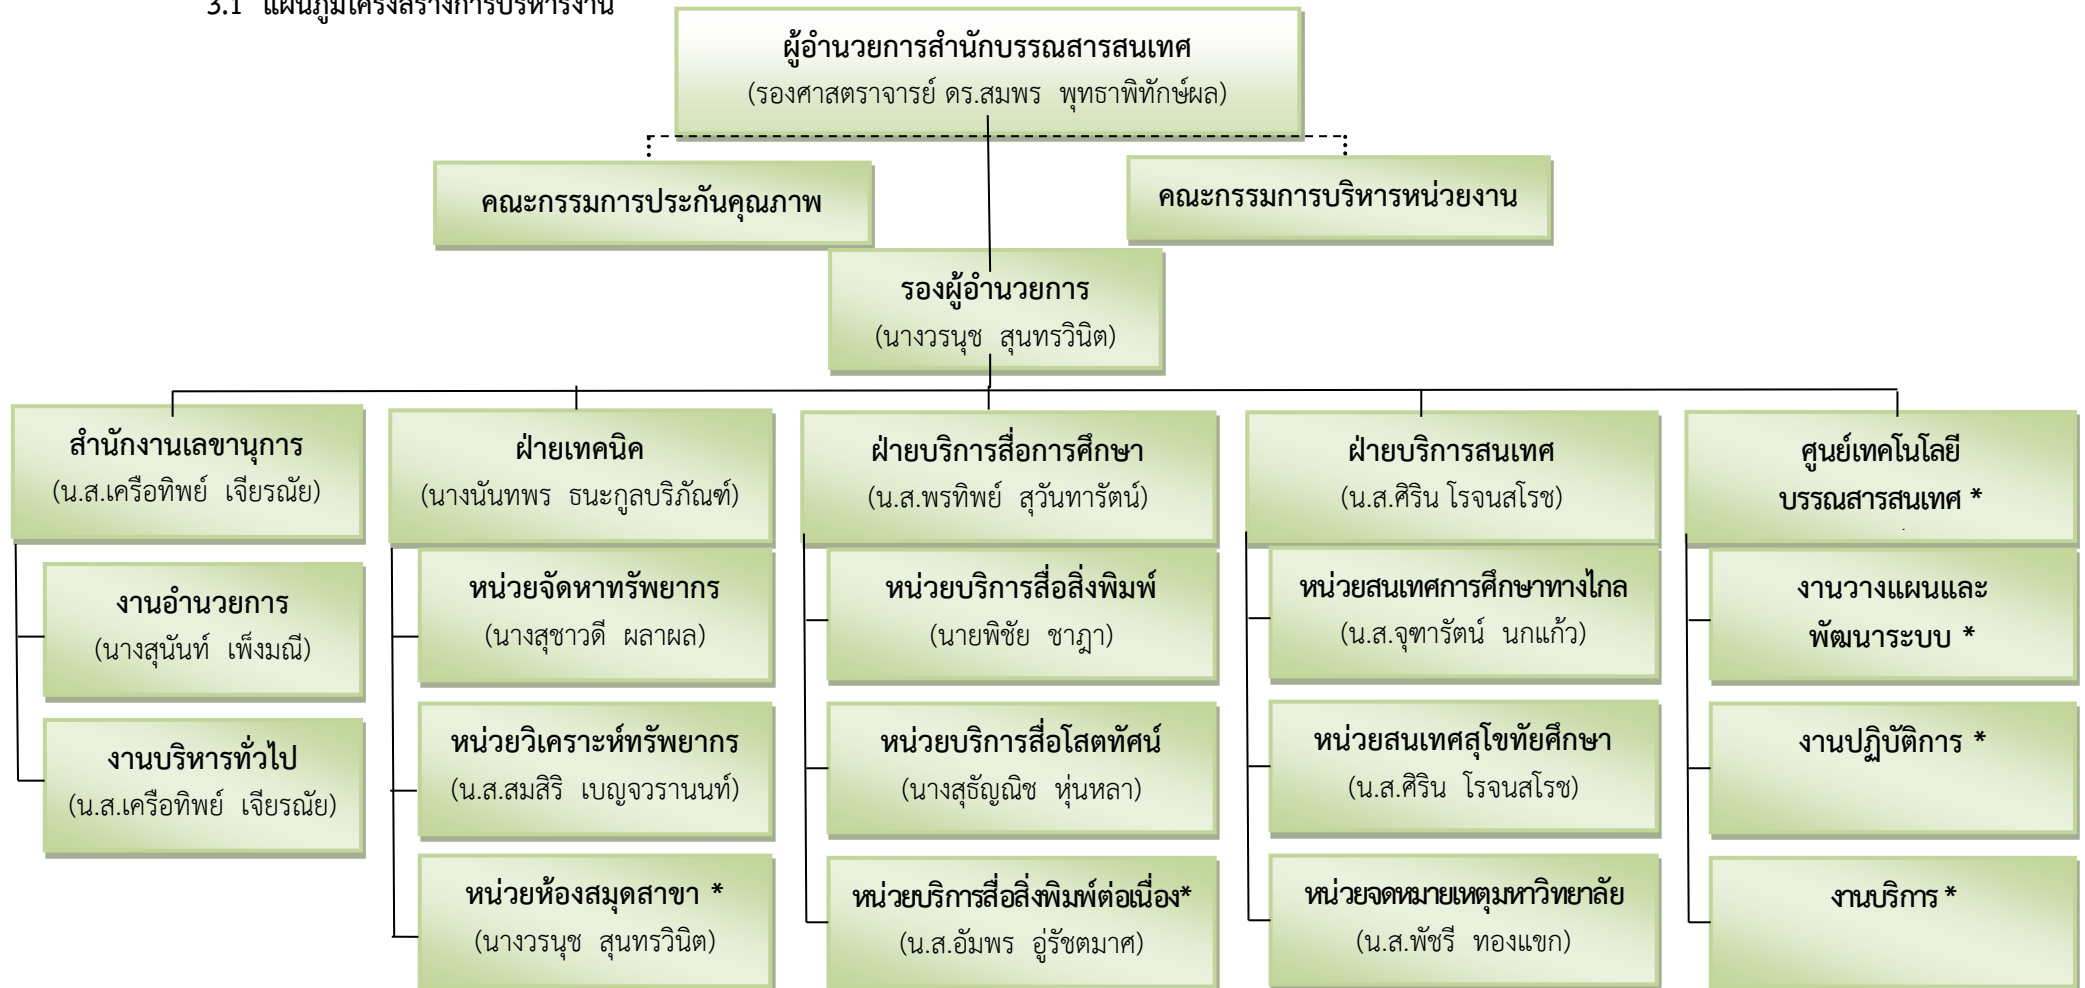 3.1 แผนภูมิโครงสร้างการบริหารงาน
ผู้อำนวยการสำนักบรรณสารสนเทศ
(รองศาสตราจารย์ ดร.สมพร พุทธาพิทักษ์ผล)
คณะกรรมการประกันคุณภาพ
คณะกรรมการบริหารหน่วยงาน
รองผู้อำนวยการ
(นางวรนุช สุนทรวินิต)
สำนักงานเลขานุการ
(น.ส.เครือทิพย์ เจียรณัย)
งานอำนวยการ
(นางสุนันท์ เพ็งมณี)
งานบริหารทั่วไป
(น.ส.เครือทิพย์ เจียรณัย)
ฝ่ายเทคนิค
(นางนันทพร ธนะกูลบริภัณฑ์)
หน่วยจัดหาทรัพยากร
(นางสุชาวดี ผลาผล)
หน่วยวิเคราะห์ทรัพยากร
(น.ส.สมสิริ เบญจวรานนท์)
หน่วยห้องสมุดสาขา *
(นางวรนุช สุนทรวินิต)
ฝ่ายบริการสื่อการศึกษา
(น.ส.พรทิพย์ สุวันทารัตน์)
หน่วยบริการสื่อสิ่งพิมพ์
(นายพิชัย ชาฎา)
หน่วยบริการสื่อโสตทัศน์
(นางสุธัญณิช หุ่นหลา)
หน่วยบริการสื่อสิ่งพิมพ์ต่อเนื่อง*
(น.ส.อัมพร อู่รัชตมาศ)
ฝ่ายบริการสนเทศ
(น.ส.ศิริน โรจนสโรช)
หน่วยสนเทศการศึกษาทางไกล
(น.ส.จุฑารัตน์ นกแก้ว)
หน่วยสนเทศสุโขทัยศึกษา
(น.ส.ศิริน โรจนสโรช)
หน่วยจดหมายเหตุมหาวิทยาลัย
(น.ส.พัชรี ทองแขก)
ศูนย์เทคโนโลยี
บรรณสารสนเทศ *
งานวางแผนและ
พัฒนาระบบ *
งานปฏิบัติการ *
งานบริการ *